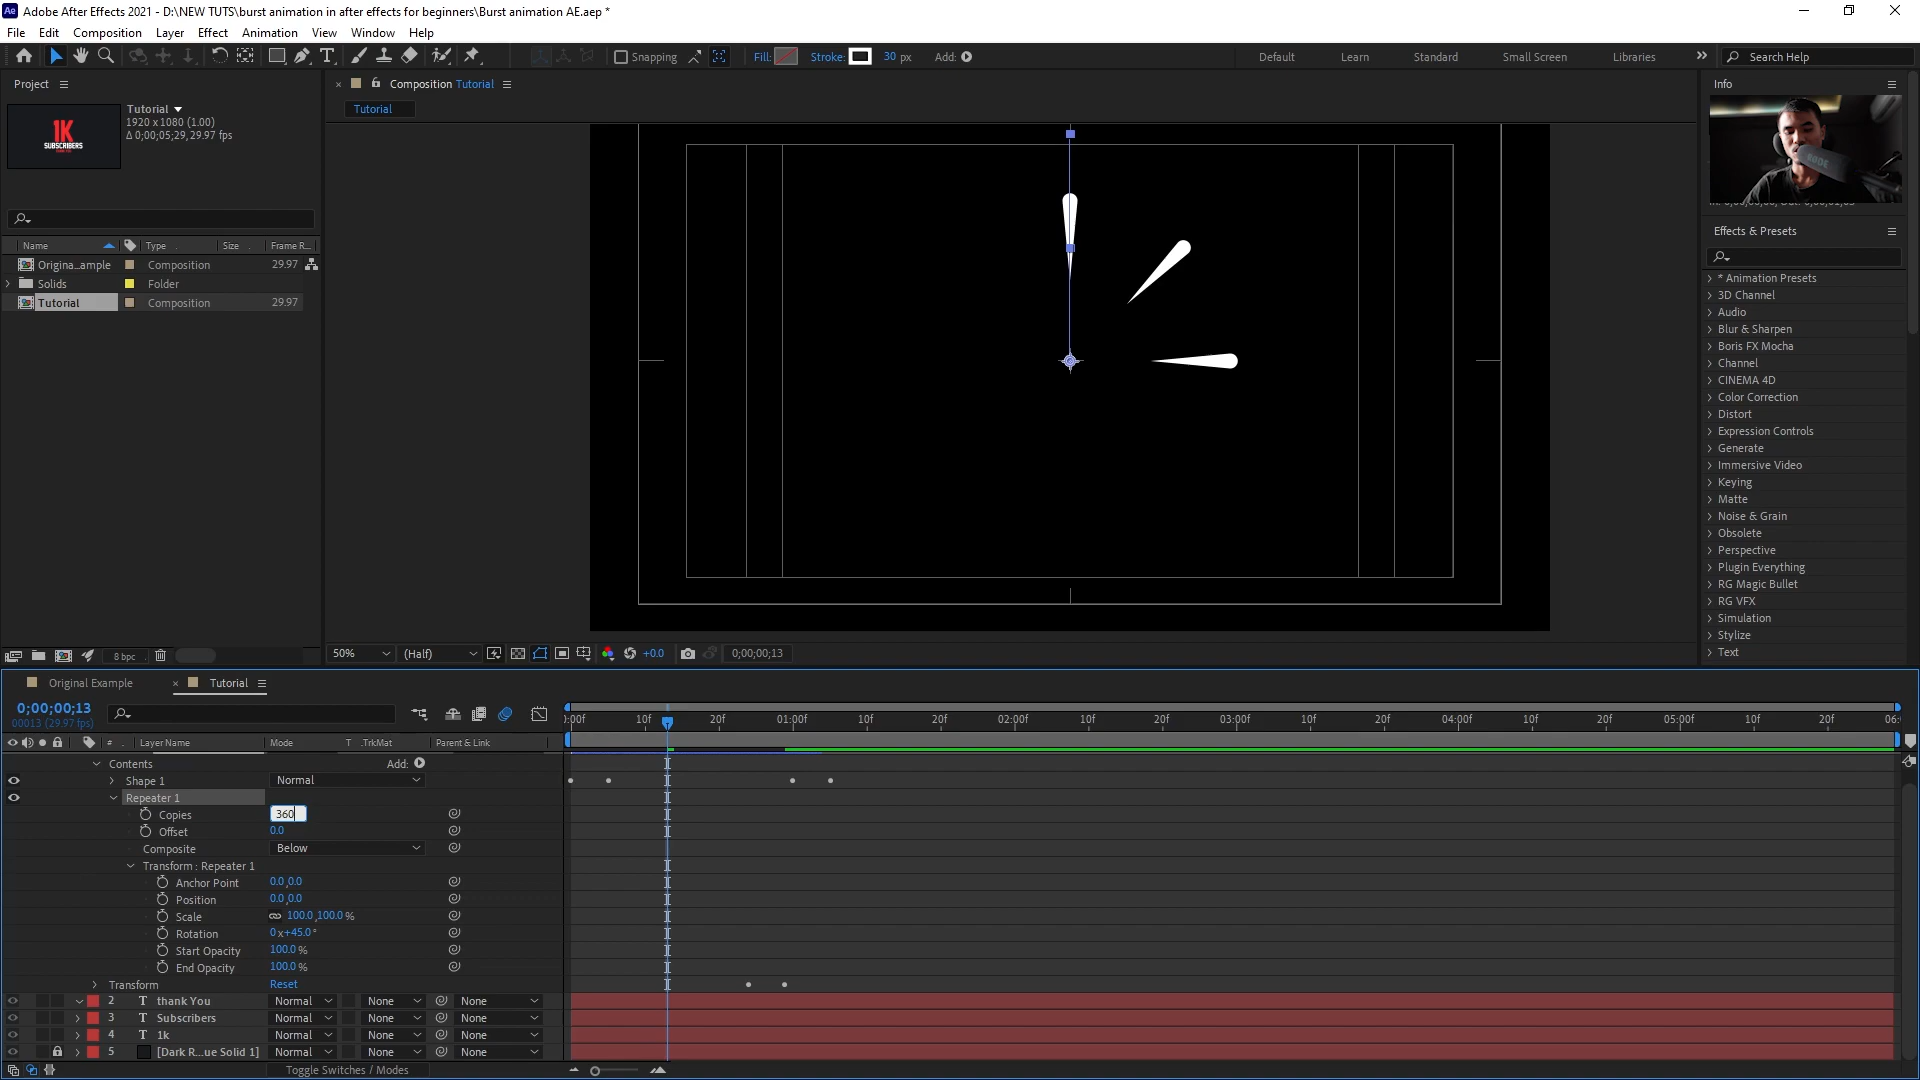 Ae Adobe After Effects 2021 - D:\NEW TUTS\burst animation in after effects for beginners\Burst animation AE.aep *
File Edit Composition Layer Effect Animation View Window Help
Snapping Fill: Stroke: 30 px Add: Default Learn Standard Small Screen Libraries Search Help
Project
Tutorial
1920 x 1080 (1.00)
Δ 0;00;05;29, 29.97 fps
1K
SUBSCRIBERS
Name Type Size Frame R...
Origina...ample Composition 29.97
Solids Folder
Tutorial Composition 29.97
8 bpc
Composition Tutorial
Tutorial
50% (Half) +0.0 0;00;00;13
Info
Effects & Presets
* Animation Presets
3D Channel
Audio
Blur & Sharpen
Boris FX Mocha
Channel
CINEMA 4D
Color Correction
Distort
Expression Controls
Generate
Immersive Video
Keying
Matte
Noise & Grain
Obsolete
Perspective
Plugin Everything
RG Magic Bullet
RG VFX
Simulation
Stylize
Text
Original Example Tutorial
0;00;00;13
00013 (29.97 fps)
):00f 10f 20f 01:00f 10f 20f 02:00f 10f 20f 03:00f 10f 20f 04:00f 10f 20f 05:00f 10f 20f 06:
# Layer Name Mode T .TrkMat Parent & Link
Contents Add:
Shape 1 Normal
Repeater 1
Copies 360
Offset 0.0
Composite Below
Transform : Repeater 1
Anchor Point 0.0,0.0
Position 0.0,0.0
Scale 100.0,100.0%
Rotation 0x+45.0°
Start Opacity 100.0%
End Opacity 100.0%
Transform Reset
2 T thank You Normal None None
3 T Subscribers Normal None None
4 T 1k Normal None None
5 [Dark R...ue Solid 1] Normal None None
Toggle Switches / Modes